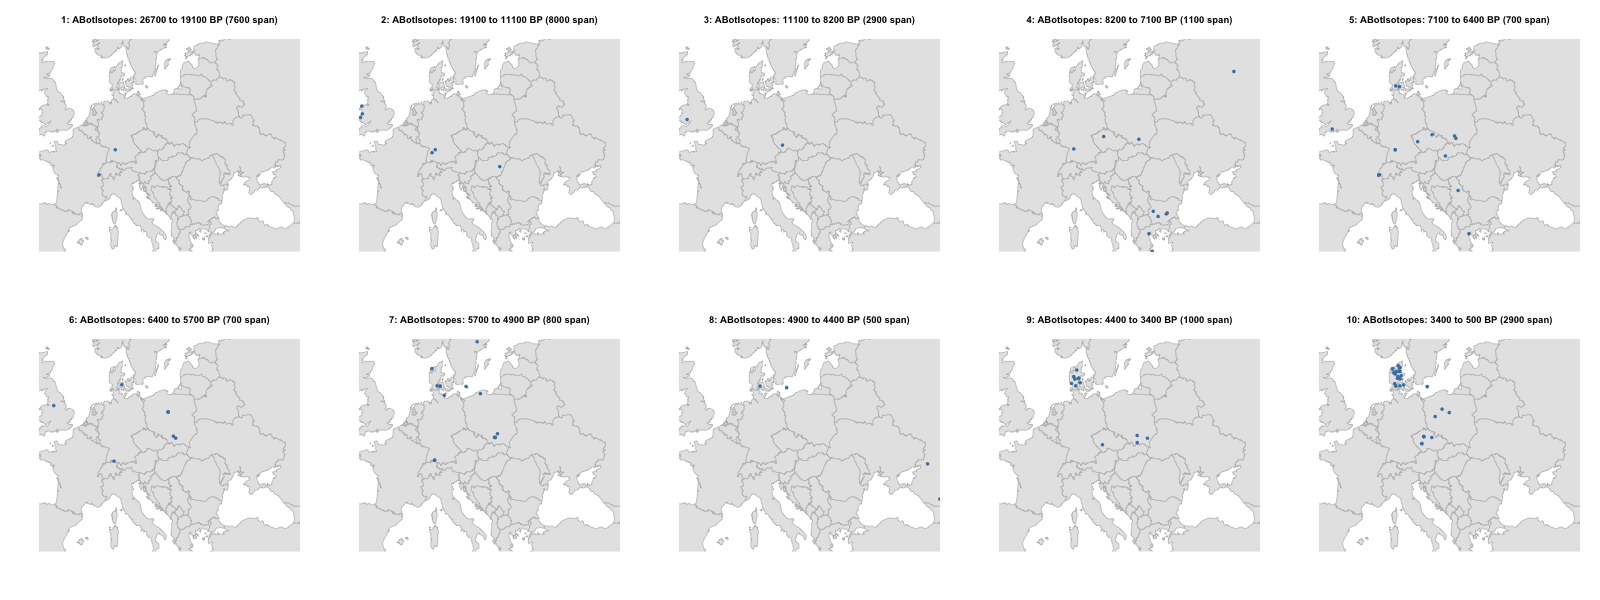 1: ABotIsotopes: 26700 to 19100 BP (7600 span)
2: ABotIsotopes: 19100 to 11100 BP (8000 span)
3: ABotIsotopes: 11100 to 8200 BP (2900 span)
4: ABotIsotopes: 8200 to 7100 BP (1100 span)
5: ABotIsotopes: 7100 to 6400 BP (700 span)
6: ABotIsotopes: 6400 to 5700 BP (700 span)
7: ABotIsotopes: 5700 to 4900 BP (800 span)
8: ABotIsotopes: 4900 to 4400 BP (500 span)
9: ABotIsotopes: 4400 to 3400 BP (1000 span)
10: ABotIsotopes: 3400 to 500 BP (2900 span)